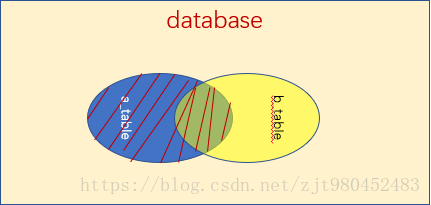 database
a_table
b_table
https://blog.csdn.net/zjt980452483